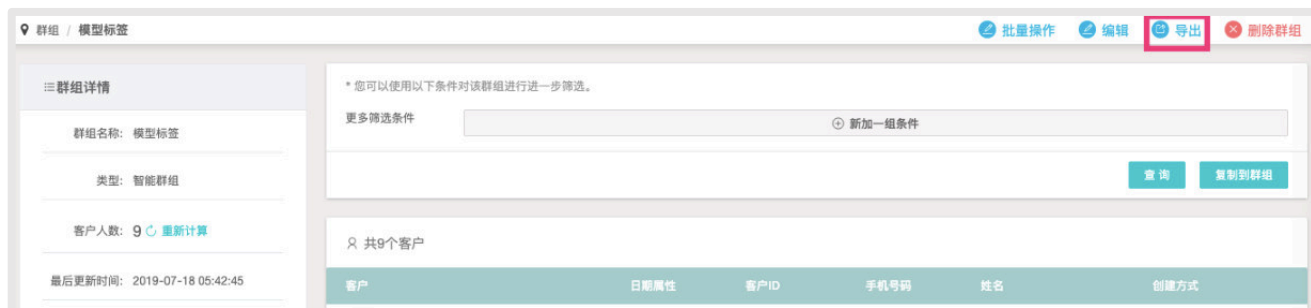 群组 / 模型标签
批量操作 编辑 导出 删除群组
群组详情
群组名称: 模型标签
类型: 智能群组
客户人数: 9 重新计算
最后更新时间: 2019-07-18 05:42:45
* 您可以使用以下条件对该群组进行进一步筛选。
更多筛选条件
新加一组条件
查询 复制到群组
共9个客户
客户 日期属性 客户ID 手机号码 姓名 创建方式